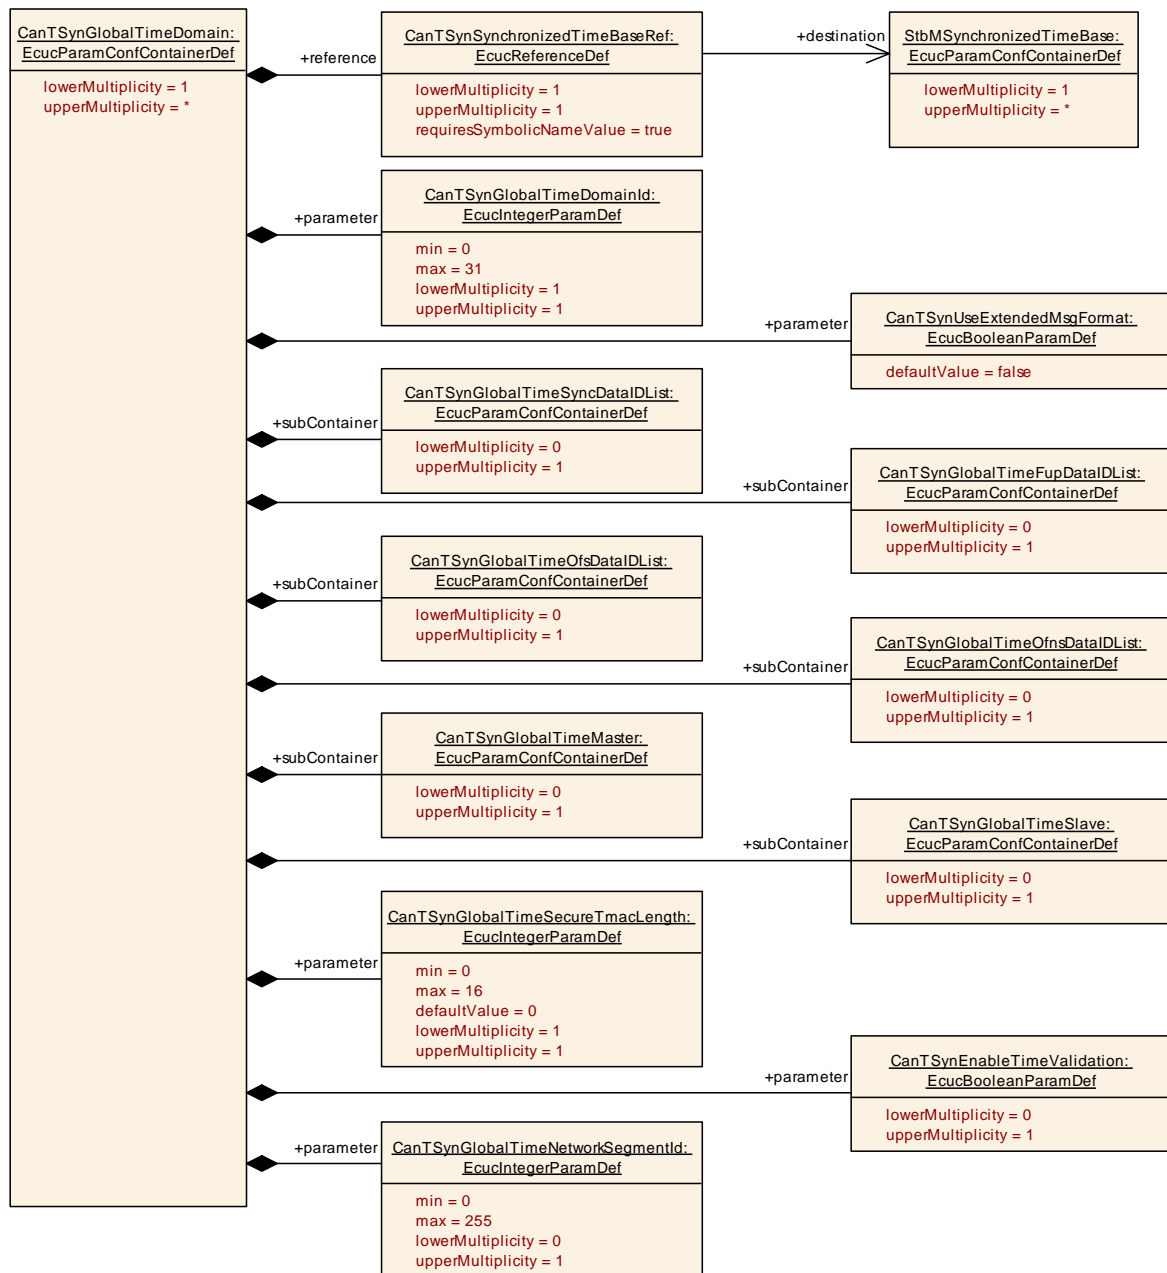 CanTSynGlobalTimeDomain:
EcucParamConfContainerDef
lowerMultiplicity = 1
upperMultiplicity = *
+reference
CanTSynSynchronizedTimeBaseRef:
EcucReferenceDef
lowerMultiplicity = 1
upperMultiplicity = 1
requiresSymbolicNameValue = true
+destination
StbMSynchronizedTimeBase:
EcucParamConfContainerDef
lowerMultiplicity = 1
upperMultiplicity = *
+parameter
CanTSynGlobalTimeDomainId:
EcucIntegerParamDef
min = 0
max = 31
lowerMultiplicity = 1
upperMultiplicity = 1
+parameter
CanTSynUseExtendedMsgFormat:
EcucBooleanParamDef
defaultValue = false
+subContainer
CanTSynGlobalTimeSyncDataIDList:
EcucParamConfContainerDef
lowerMultiplicity = 0
upperMultiplicity = 1
+subContainer
CanTSynGlobalTimeFupDataIDList:
EcucParamConfContainerDef
lowerMultiplicity = 0
upperMultiplicity = 1
+subContainer
CanTSynGlobalTimeOfsDataIDList:
EcucParamConfContainerDef
lowerMultiplicity = 0
upperMultiplicity = 1
+subContainer
CanTSynGlobalTimeOfnsDataIDList:
EcucParamConfContainerDef
lowerMultiplicity = 0
upperMultiplicity = 1
+subContainer
CanTSynGlobalTimeMaster:
EcucParamConfContainerDef
lowerMultiplicity = 0
upperMultiplicity = 1
+subContainer
CanTSynGlobalTimeSlave:
EcucParamConfContainerDef
lowerMultiplicity = 0
upperMultiplicity = 1
+parameter
CanTSynGlobalTimeSecureTmacLength:
EcucIntegerParamDef
min = 0
max = 16
defaultValue = 0
lowerMultiplicity = 1
upperMultiplicity = 1
+parameter
CanTSynEnableTimeValidation:
EcucBooleanParamDef
lowerMultiplicity = 0
upperMultiplicity = 1
+parameter
CanTSynGlobalTimeNetworkSegmentId:
EcucIntegerParamDef
min = 0
max = 255
lowerMultiplicity = 0
upperMultiplicity = 1